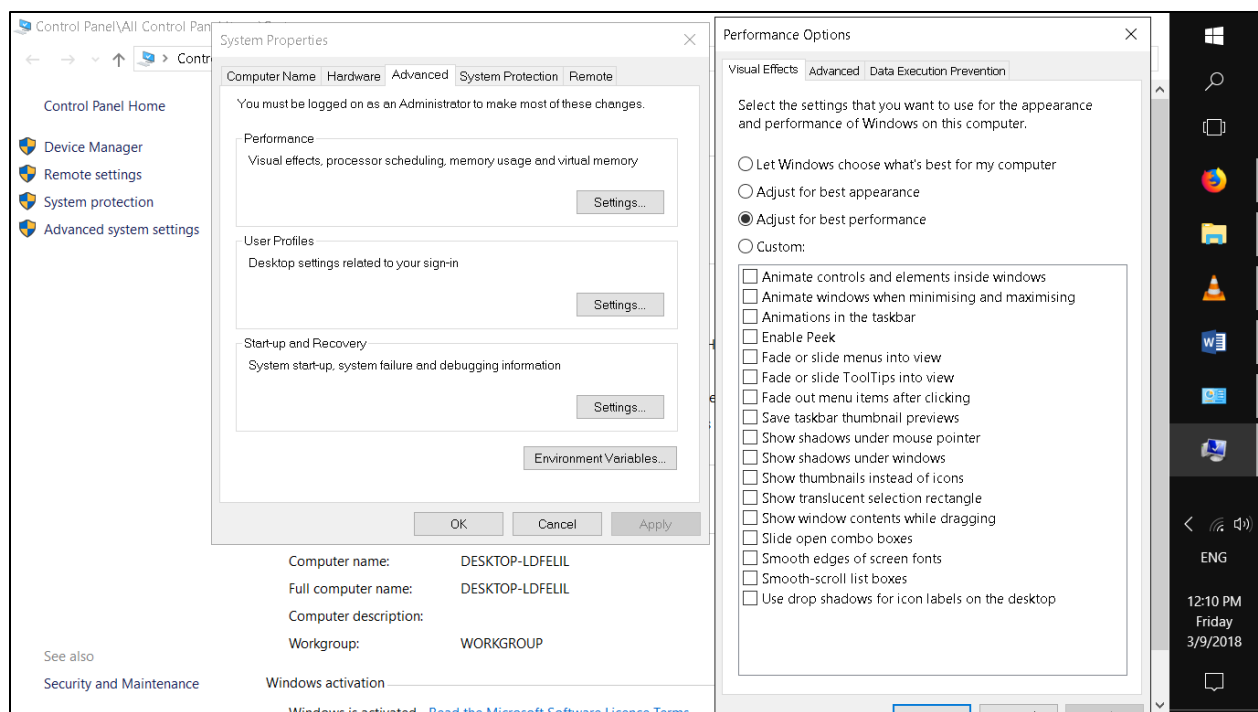 Control Panel\All Control Pan
Contr
Control Panel Home
Device Manager
Remote settings
System protection
Advanced system settings
See also
Security and Maintenance
System Properties
Computer Name Hardware Advanced System Protection Remote
You must be logged on as an Administrator to make most of these changes.
Performance
Visual effects, processor scheduling, memory usage and virtual memory
Settings...
User Profiles
Desktop settings related to your sign-in
Settings...
Start-up and Recovery
System start-up, system failure and debugging information
Settings...
Environment Variables...
OK Cancel Apply
Computer name: DESKTOP-LDFELIL
Full computer name: DESKTOP-LDFELIL
Computer description:
Workgroup: WORKGROUP
Windows activation
Windows is activated Read the Microsoft Software Licence Terms
Performance Options
Visual Effects Advanced Data Execution Prevention
Select the settings that you want to use for the appearance
and performance of Windows on this computer.
Let Windows choose what's best for my computer
Adjust for best appearance
Adjust for best performance
Custom:
Animate controls and elements inside windows
Animate windows when minimising and maximising
Animations in the taskbar
Enable Peek
Fade or slide menus into view
Fade or slide ToolTips into view
Fade out menu items after clicking
Save taskbar thumbnail previews
Show shadows under mouse pointer
Show shadows under windows
Show thumbnails instead of icons
Show translucent selection rectangle
Show window contents while dragging
Slide open combo boxes
Smooth edges of screen fonts
Smooth-scroll list boxes
Use drop shadows for icon labels on the desktop
ENG
12:10 PM
Friday
3/9/2018